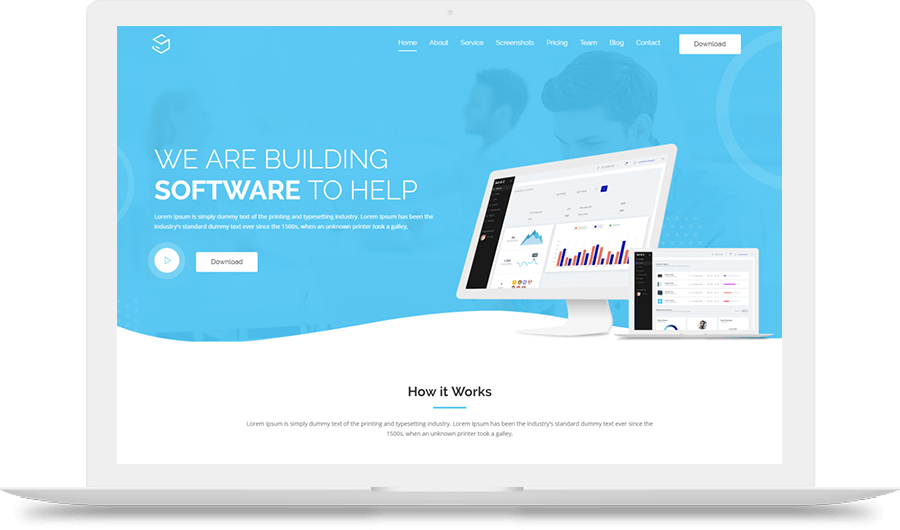 Home About Service Screenshots Pricing Team Blog Contact Download
WE ARE BUILDING
SOFTWARE TO HELP
Lorem Ipsum is simply dummy text of the printing and typesetting industry. Lorem Ipsum has been the
industry's standard dummy text ever since the 1500s, when an unknown printer took a galley,
Download
How it Works
Lorem Ipsum is simply dummy text of the printing and typesetting industry. Lorem Ipsum has been the industry's standard dummy text ever since the
1500s, when an unknown printer took a galley,